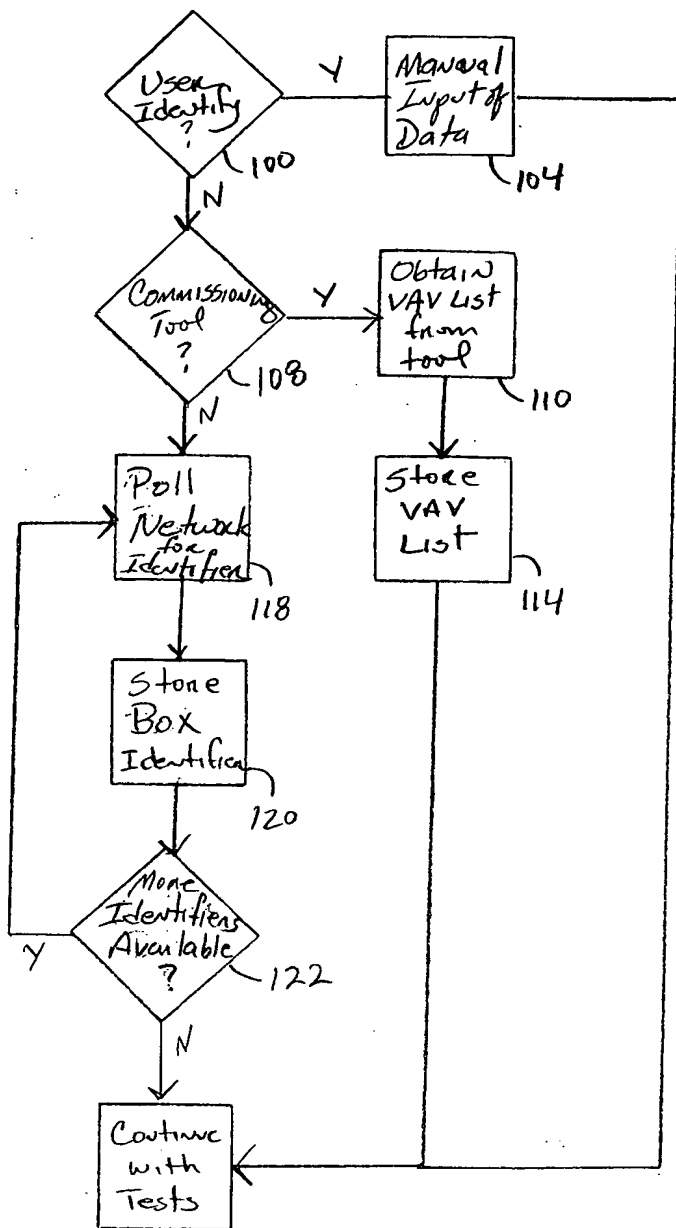 User
Identify
?
100
Y
Manual
Input of
Data
104
N
Commissioning
Tool
?
108
Y
Obtain
VAV List
from
tool
110
N
Poll
Network
for
Identifier
118
Store
VAV
List
114
Store
Box
Identifier
120
More
Identifiers
Available
?
122
Y
N
Continue
with
Tests